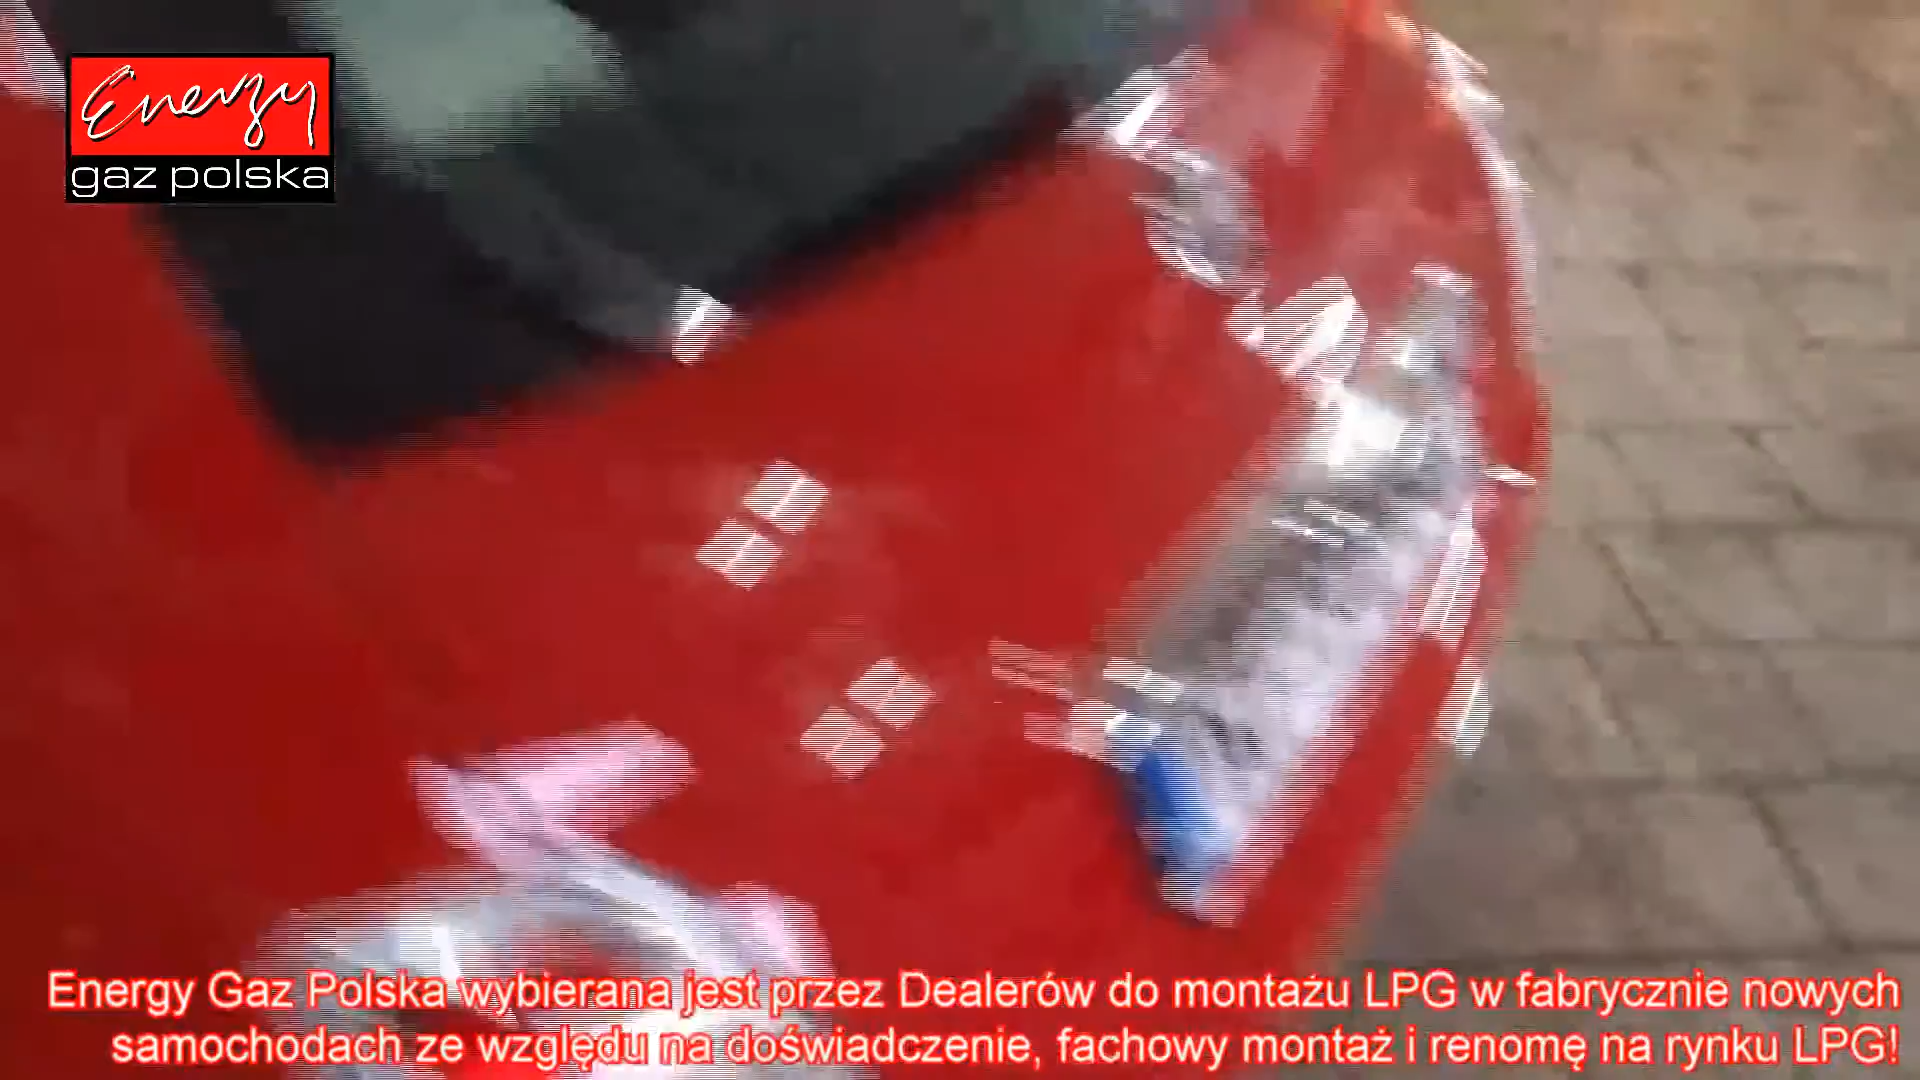 Energy
gaz polska
Energy Gaz Polska wybierana jest przez Dealerów do montażu LPG w fabrycznie nowych
samochodach ze względu na doświadczenie, fachowy montaż i renomę na rynku LPG!